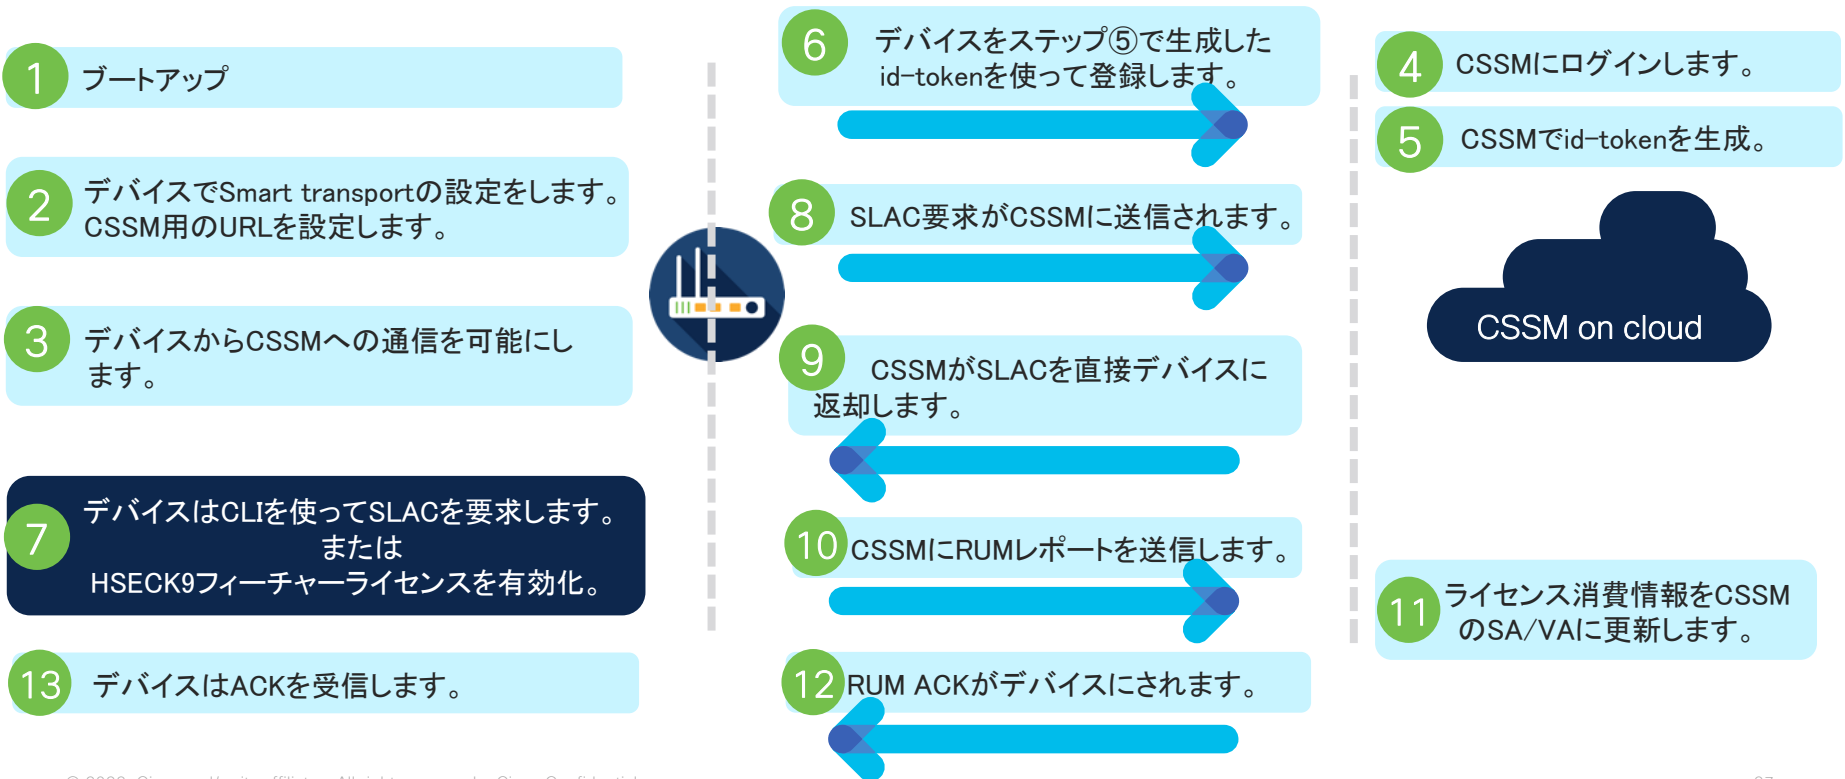 1
ブートアップ
2
デバイスでSmart transportの設定をします。
CSSM用のURLを設定します。
3
デバイスからCSSMへの通信を可能にし
ます。
7
デバイスはCLIを使ってSLACを要求します。
または
HSECK9フィーチャーライセンスを有効化。
13
デバイスはACKを受信します。
6
デバイスをステップ⑤で生成した
id-tokenを使って登録します。
8
SLAC要求がCSSMに送信されます。
9
CSSMがSLACを直接デバイスに
返却します。
10
CSSMにRUMレポートを送信します。
12
RUM ACKがデバイスにされます。
4
CSSMにログインします。
5
CSSMでid-tokenを生成。
CSSM on cloud
11
ライセンス消費情報をCSSM
のSA/VAに更新します。